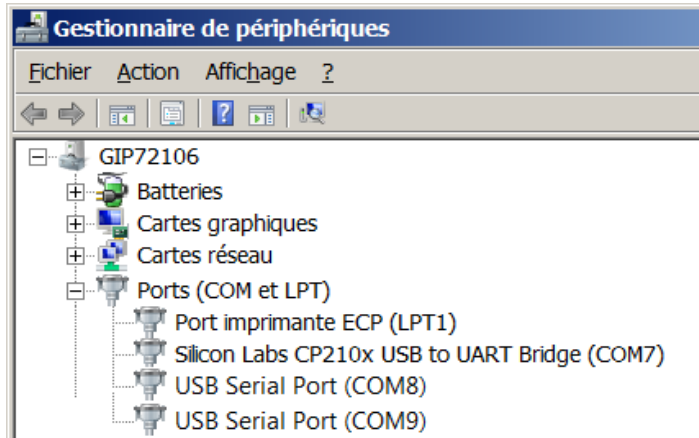 Gestionnaire de périphériques
Fichier Action Affichage ?
GIP72106
Batteries
Cartes graphiques
Cartes réseau
Ports (COM et LPT)
Port imprimante ECP (LPT1)
Silicon Labs CP210x USB to UART Bridge (COM7)
USB Serial Port (COM8)
USB Serial Port (COM9)